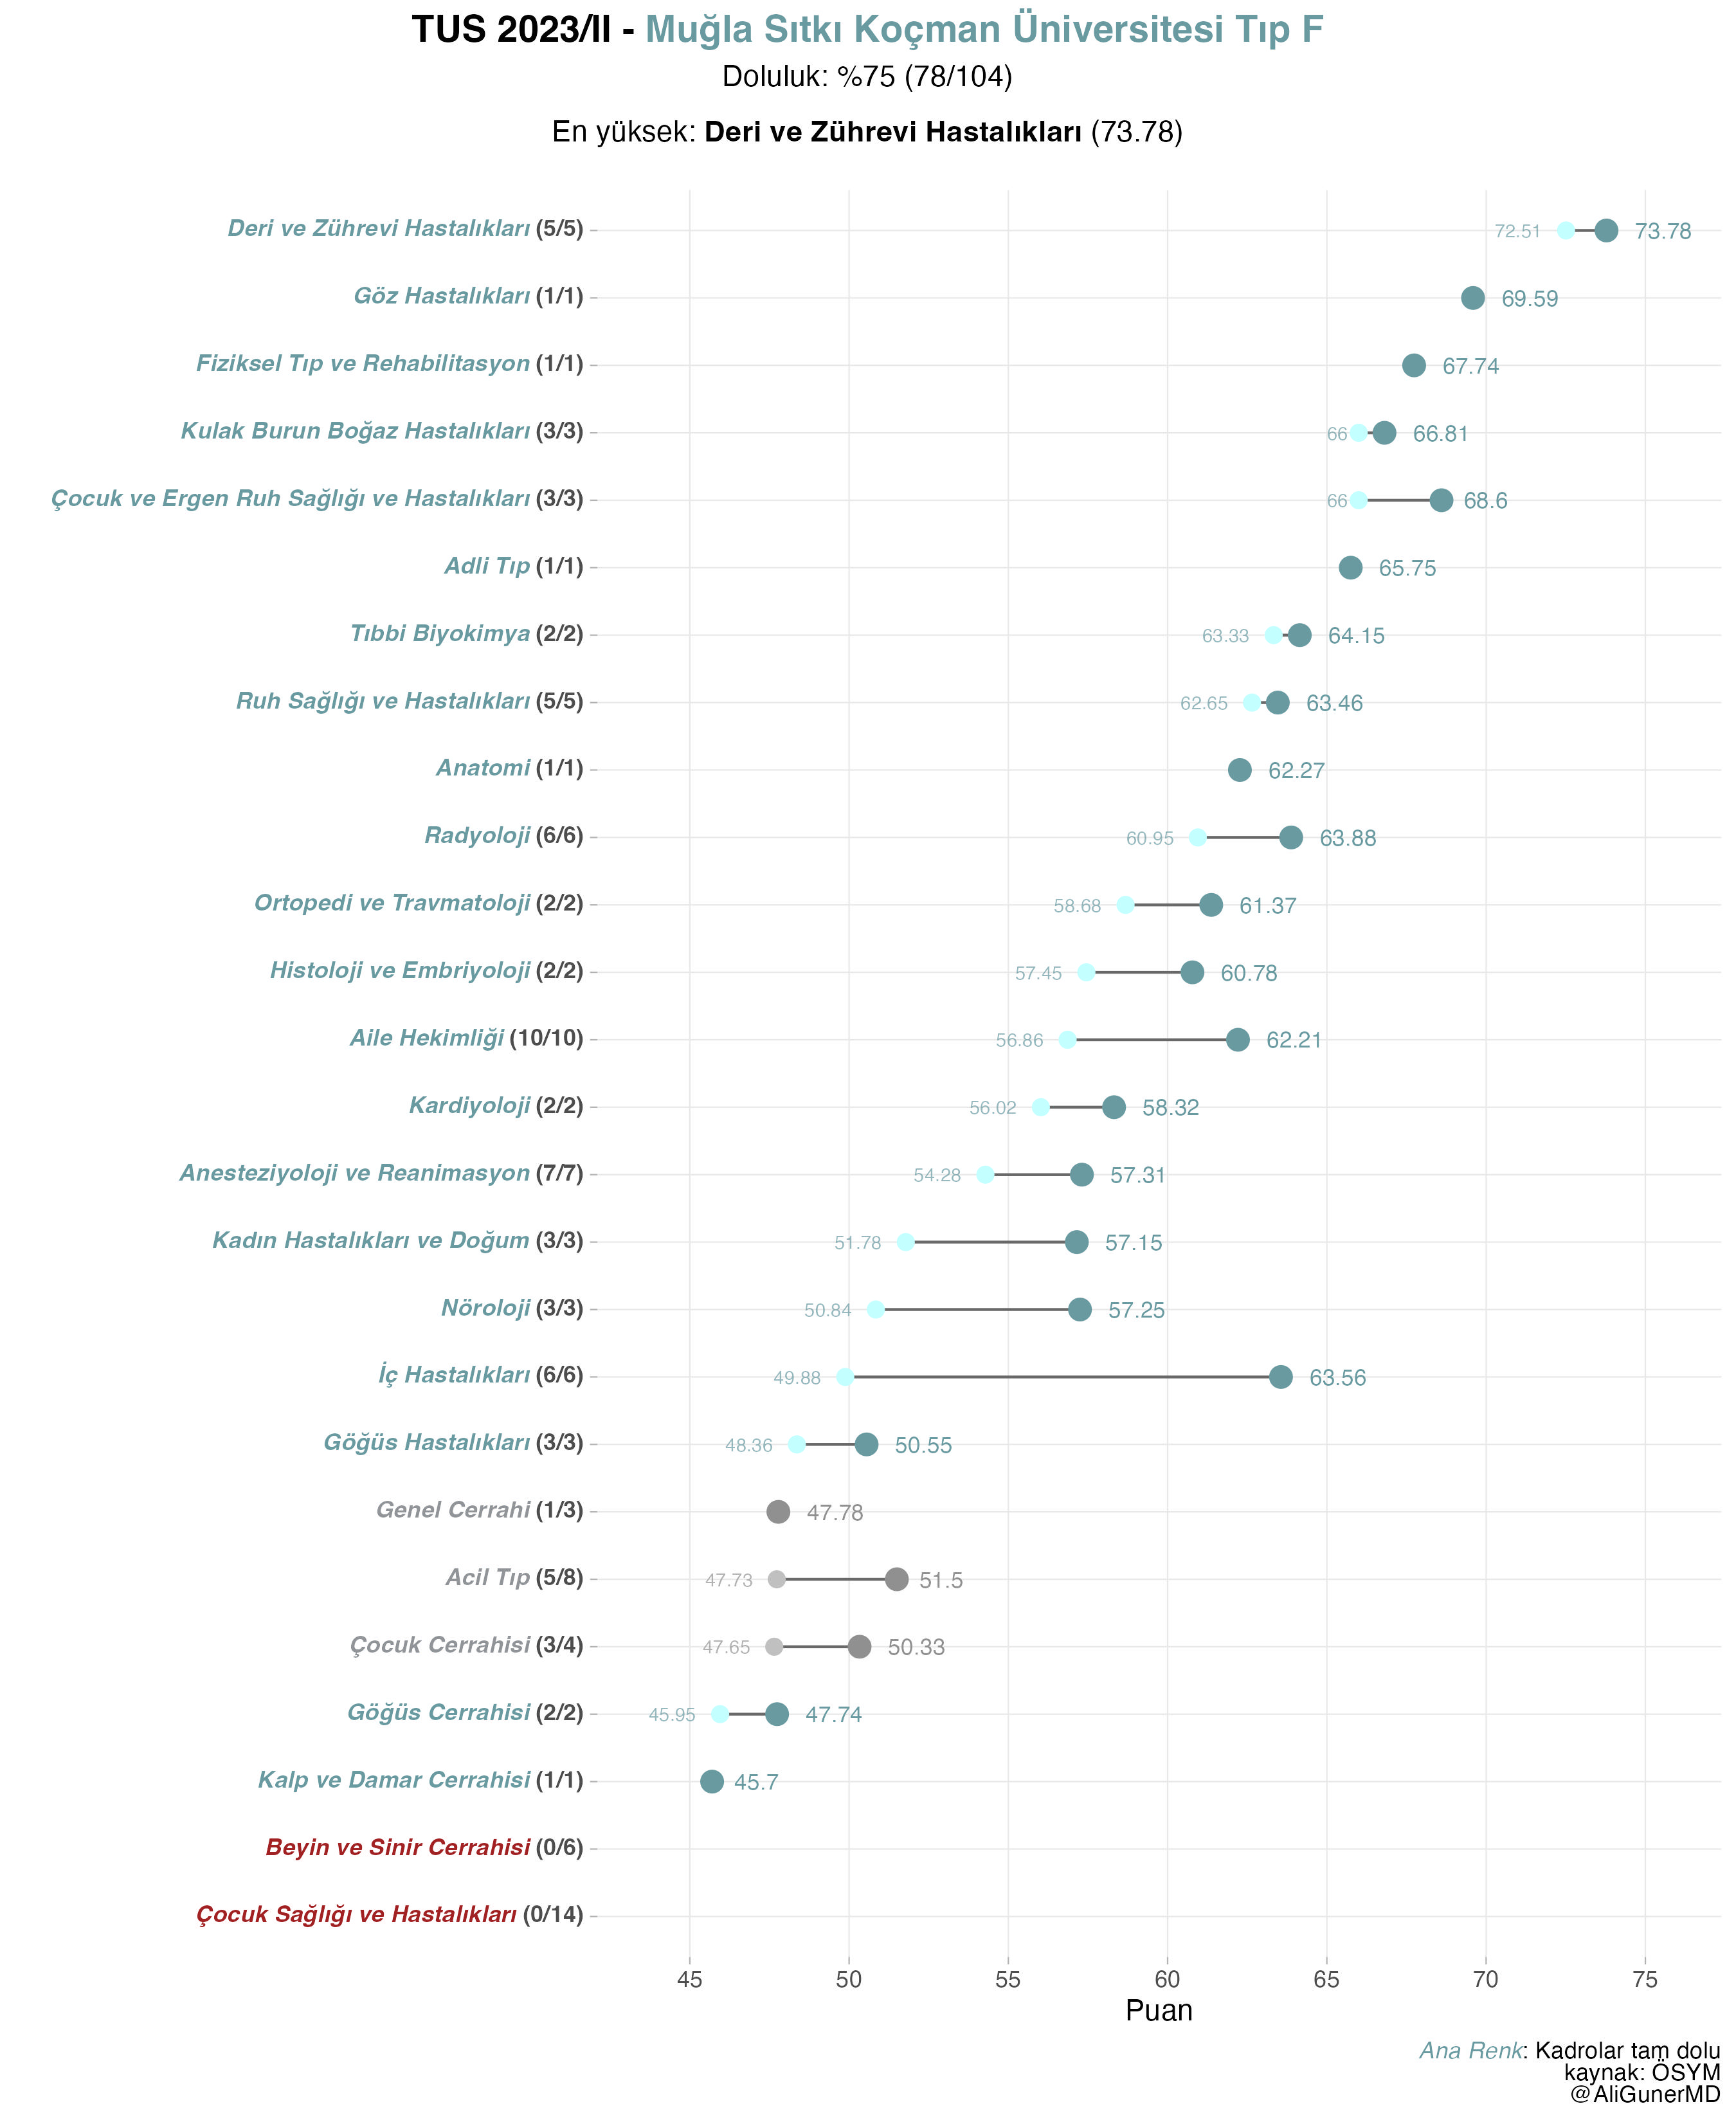 TUS 2023/II - Muğla Sıtkı Koçman Üniversitesi Tıp F
Doluluk: %75 (78/104)
En yüksek: Deri ve Zührevi Hastalıkları (73.78)
Deri ve Zührevi Hastalıkları (5/5) 72.51 73.78
Göz Hastalıkları (1/1) 69.59
Fiziksel Tıp ve Rehabilitasyon (1/1) 67.74
Kulak Burun Boğaz Hastalıkları (3/3) 66 66.81
Çocuk ve Ergen Ruh Sağlığı ve Hastalıkları (3/3) 66 68.6
Adli Tıp (1/1) 65.75
Tıbbi Biyokimya (2/2) 63.33 64.15
Ruh Sağlığı ve Hastalıkları (5/5) 62.65 63.46
Anatomi (1/1) 62.27
Radyoloji (6/6) 60.95 63.88
Ortopedi ve Travmatoloji (2/2) 58.68 61.37
Histoloji ve Embriyoloji (2/2) 57.45 60.78
Aile Hekimliği (10/10) 56.86 62.21
Kardiyoloji (2/2) 56.02 58.32
Anesteziyoloji ve Reanimasyon (7/7) 54.28 57.31
Kadın Hastalıkları ve Doğum (3/3) 51.78 57.15
Nöroloji (3/3) 50.84 57.25
İç Hastalıkları (6/6) 49.88 63.56
Göğüs Hastalıkları (3/3) 48.36 50.55
Genel Cerrahi (1/3) 47.78
Acil Tıp (5/8) 47.73 51.5
Çocuk Cerrahisi (3/4) 47.65 50.33
Göğüs Cerrahisi (2/2) 45.95 47.74
Kalp ve Damar Cerrahisi (1/1) 45.7
Beyin ve Sinir Cerrahisi (0/6)
Çocuk Sağlığı ve Hastalıkları (0/14)
45 50 55 60 65 70 75
Puan
Ana Renk: Kadrolar tam dolu
kaynak: ÖSYM
@AliGunerMD